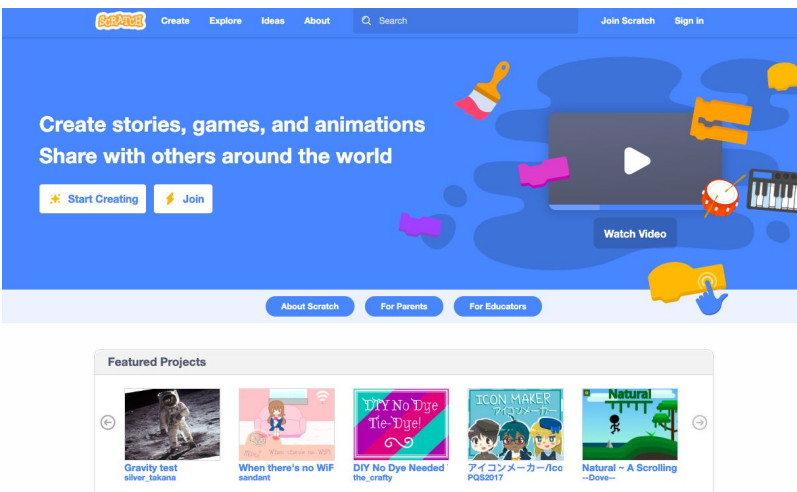 SCRATCH
Create Explore Ideas About Search Join Scratch Sign in
Create stories, games, and animations
Share with others around the world
Start Creating Join
Watch Video
About Scratch For Parents For Educators
Featured Projects
DIY No Dye
Tie-Dye!
ICON MAKER
アイコンメーカー
Natural
Gravity test
silver_takana
When there's no WiF
sandant
DIY No Dye Needed
the_crafty
アイコンメーカー/Ico
PQS2017
Natural ~ A Scrolling
--Dove--